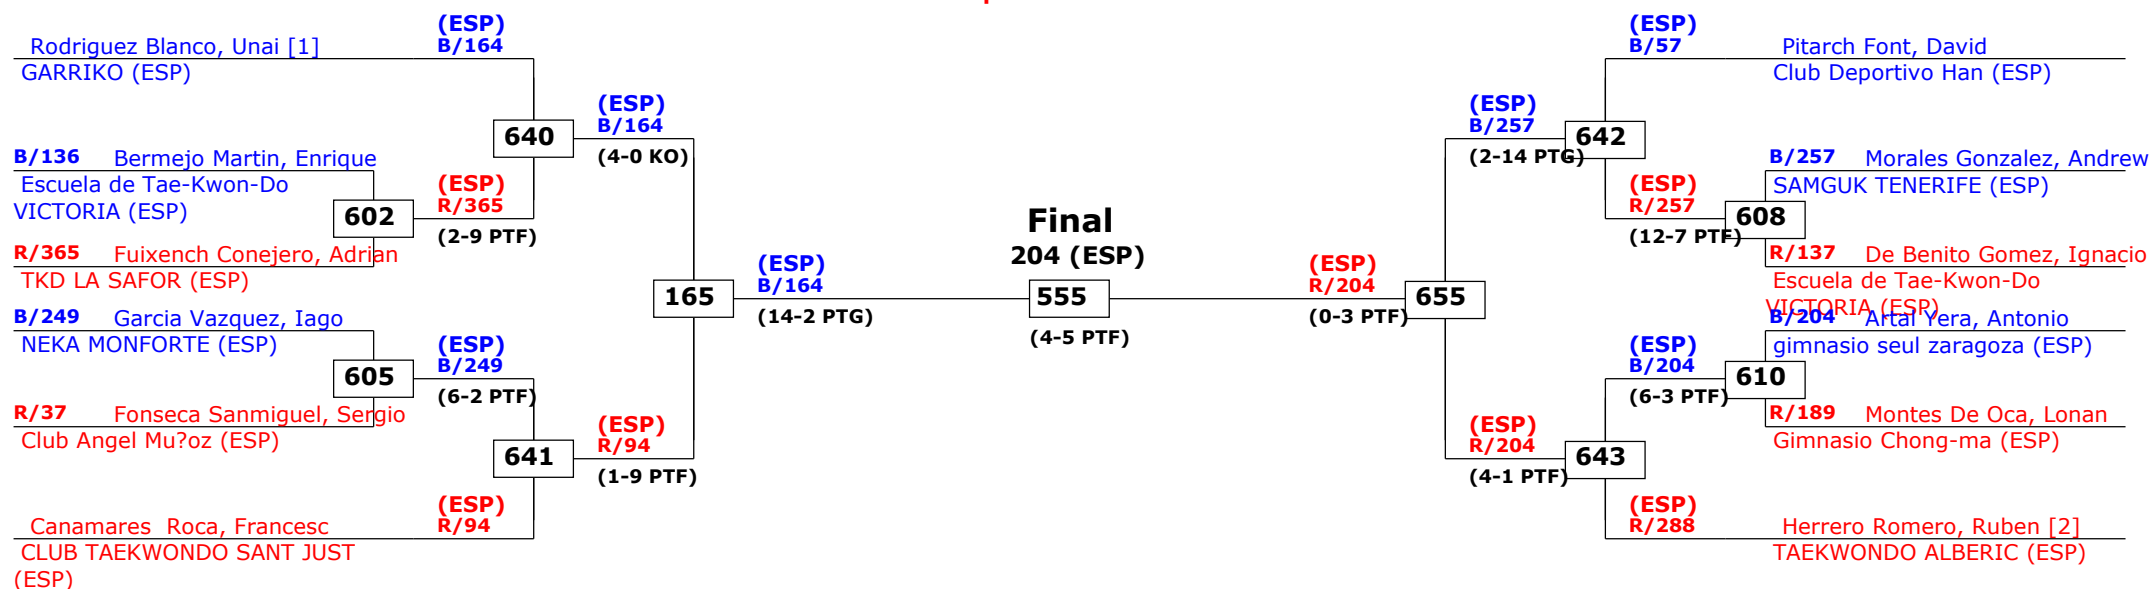 (ESP)
B/164
Rodriguez Blanco, Unai [1]
GARRIKO (ESP)
640
(ESP)
B/164
(4-0 KO)
B/136 Bermejo Martin, Enrique
Escuela de Tae-Kwon-Do
VICTORIA (ESP)
602
(ESP)
R/365
(2-9 PTF)
R/365 Fuixench Conejero, Adrian
TKD LA SAFOR (ESP)
165
(ESP)
B/164
(14-2 PTG)
B/249 Garcia Vazquez, Iago
NEKA MONFORTE (ESP)
605
(ESP)
B/249
(6-2 PTF)
R/37 Fonseca Sanmiguel, Sergio
Club Angel Mu?oz (ESP)
641
(ESP)
R/94
(1-9 PTF)
(ESP)
R/94
Canamares  Roca, Francesc
CLUB TAEKWONDO SANT JUST
(ESP)
Final
204 (ESP)
555
(4-5 PTF)
(ESP)
B/57
Pitarch Font, David
Club Deportivo Han (ESP)
(ESP)
B/257
642
(2-14 PTG)
B/257 Morales Gonzalez, Andrew
SAMGUK TENERIFE (ESP)
(ESP)
R/257
608
(12-7 PTF)
R/137 De Benito Gomez, Ignacio
Escuela de Tae-Kwon-Do
VICTORIA (ESP)
(ESP)
R/204
655
(0-3 PTF)
B/204 Artal Yera, Antonio
gimnasio seul zaragoza (ESP)
(ESP)
B/204
610
(6-3 PTF)
R/189 Montes De Oca, Lonan
Gimnasio Chong-ma (ESP)
(ESP)
R/204
643
(4-1 PTF)
(ESP)
R/288
Herrero Romero, Ruben [2]
TAEKWONDO ALBERIC (ESP)